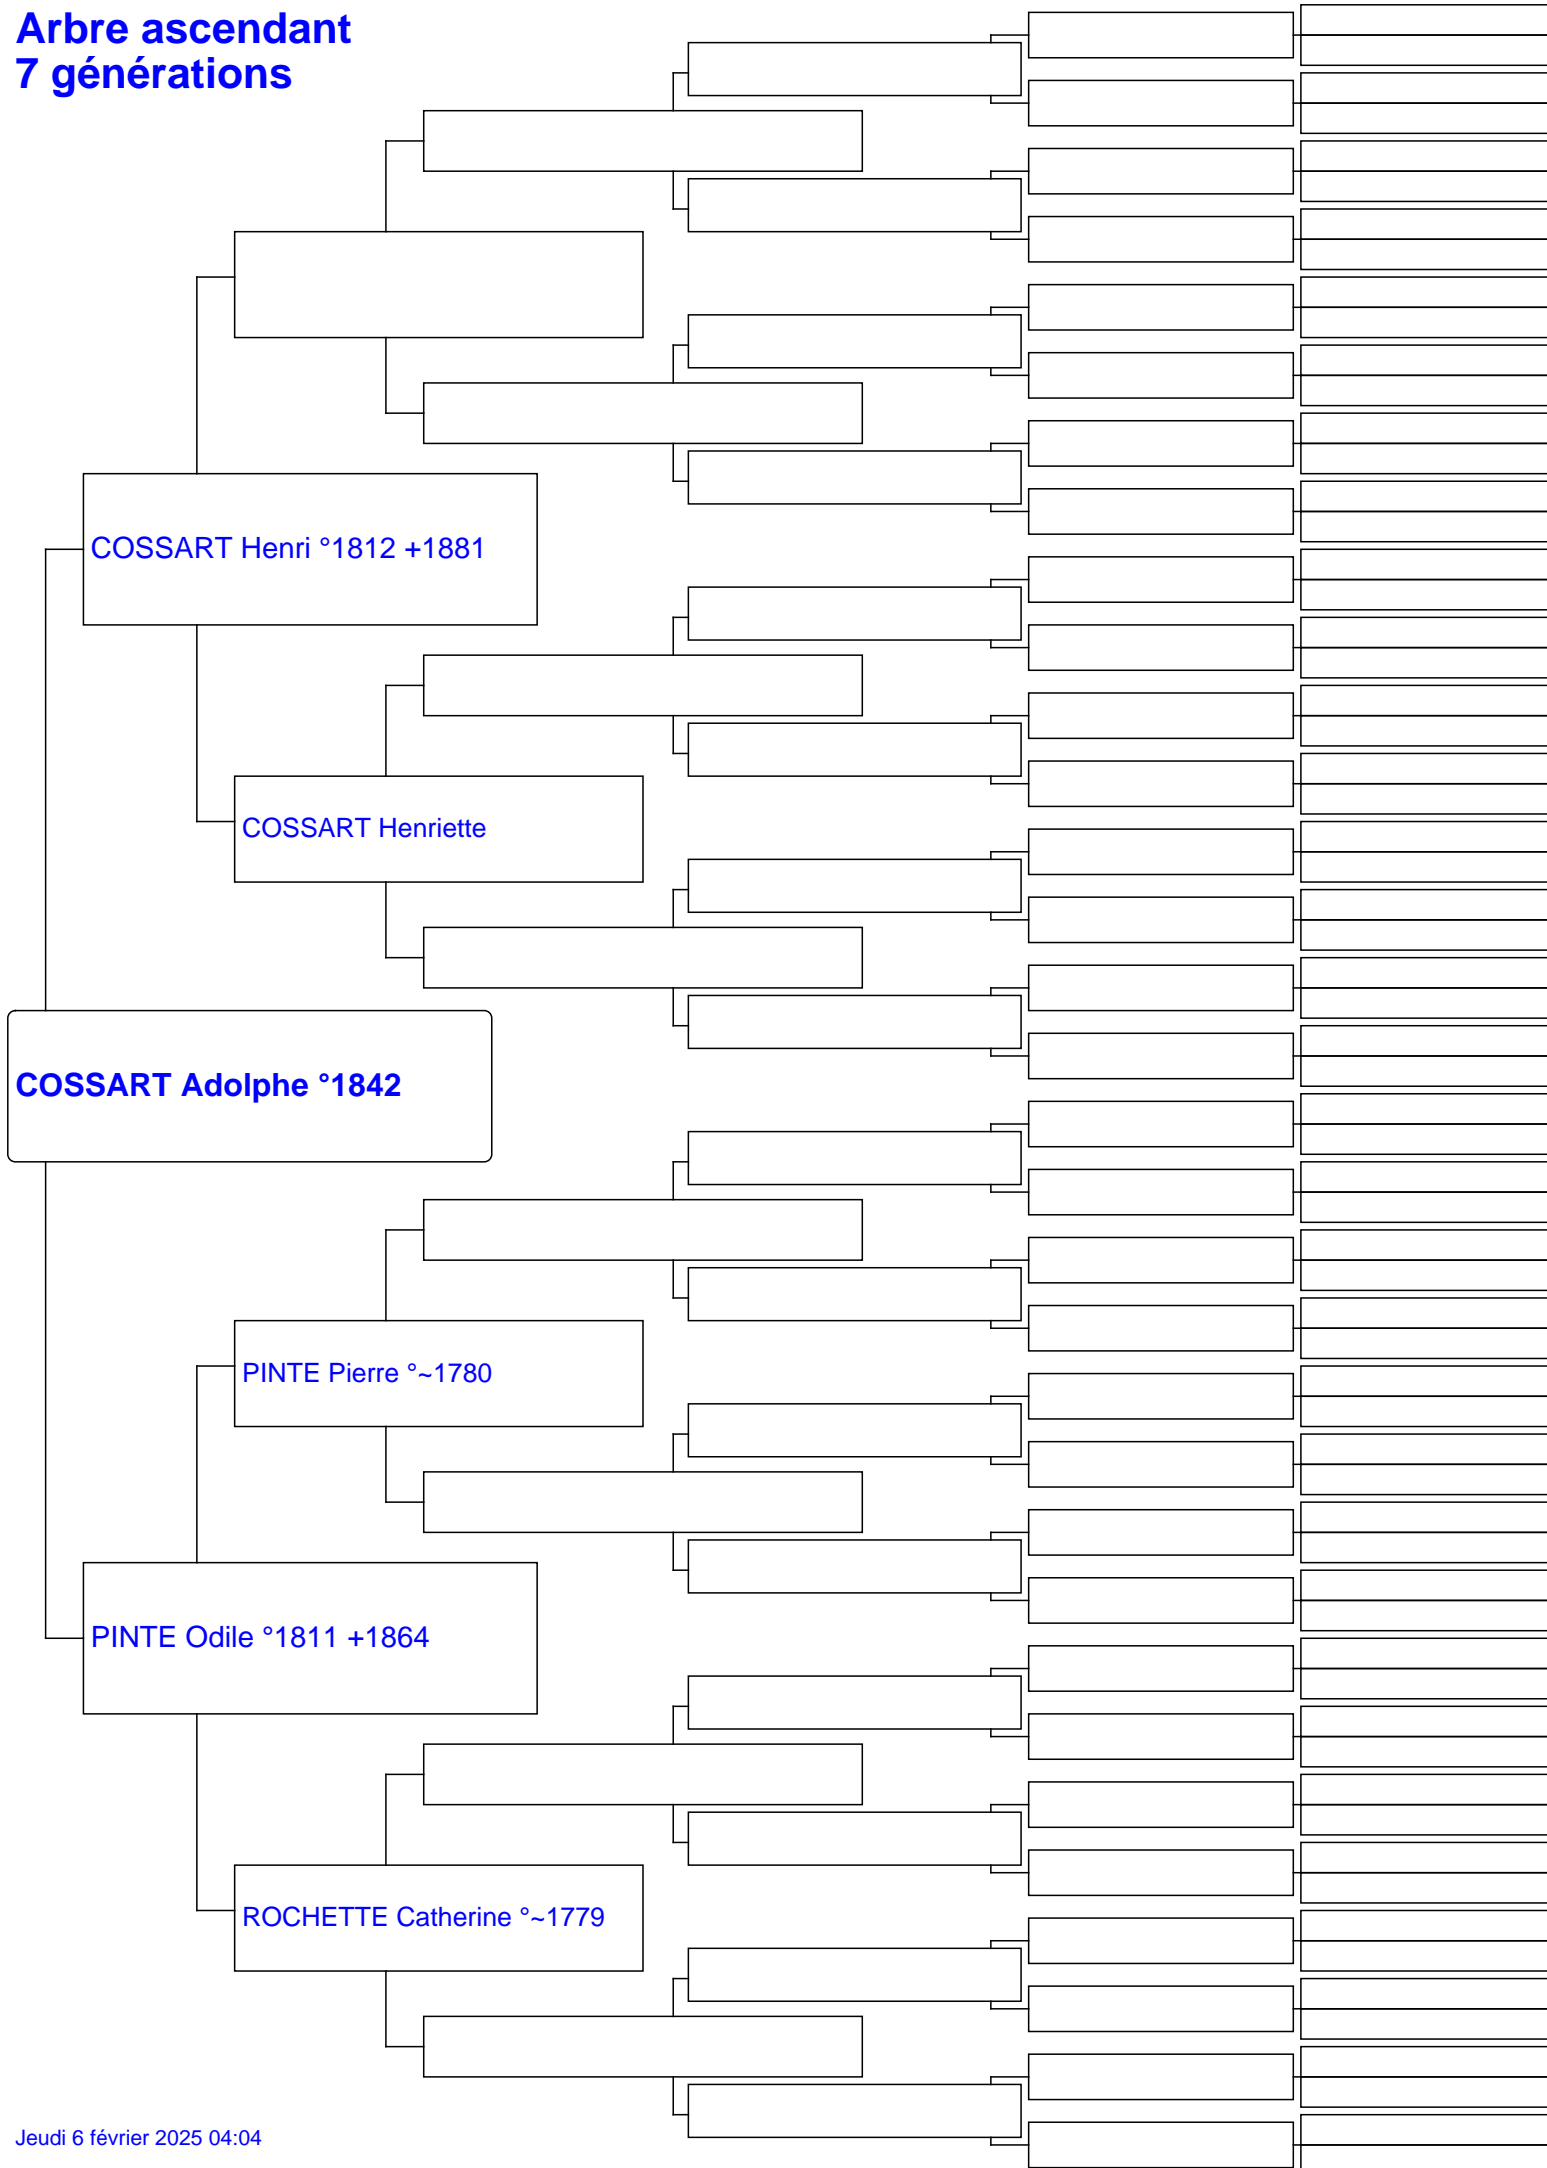 Arbre ascendant
7 générations
COSSART Henri °1812 +1881
COSSART Henriette
COSSART Adolphe °1842
PINTE Pierre °~1780
PINTE Odile °1811 +1864
ROCHETTE Catherine °~1779
Jeudi 6 février 2025 04:04